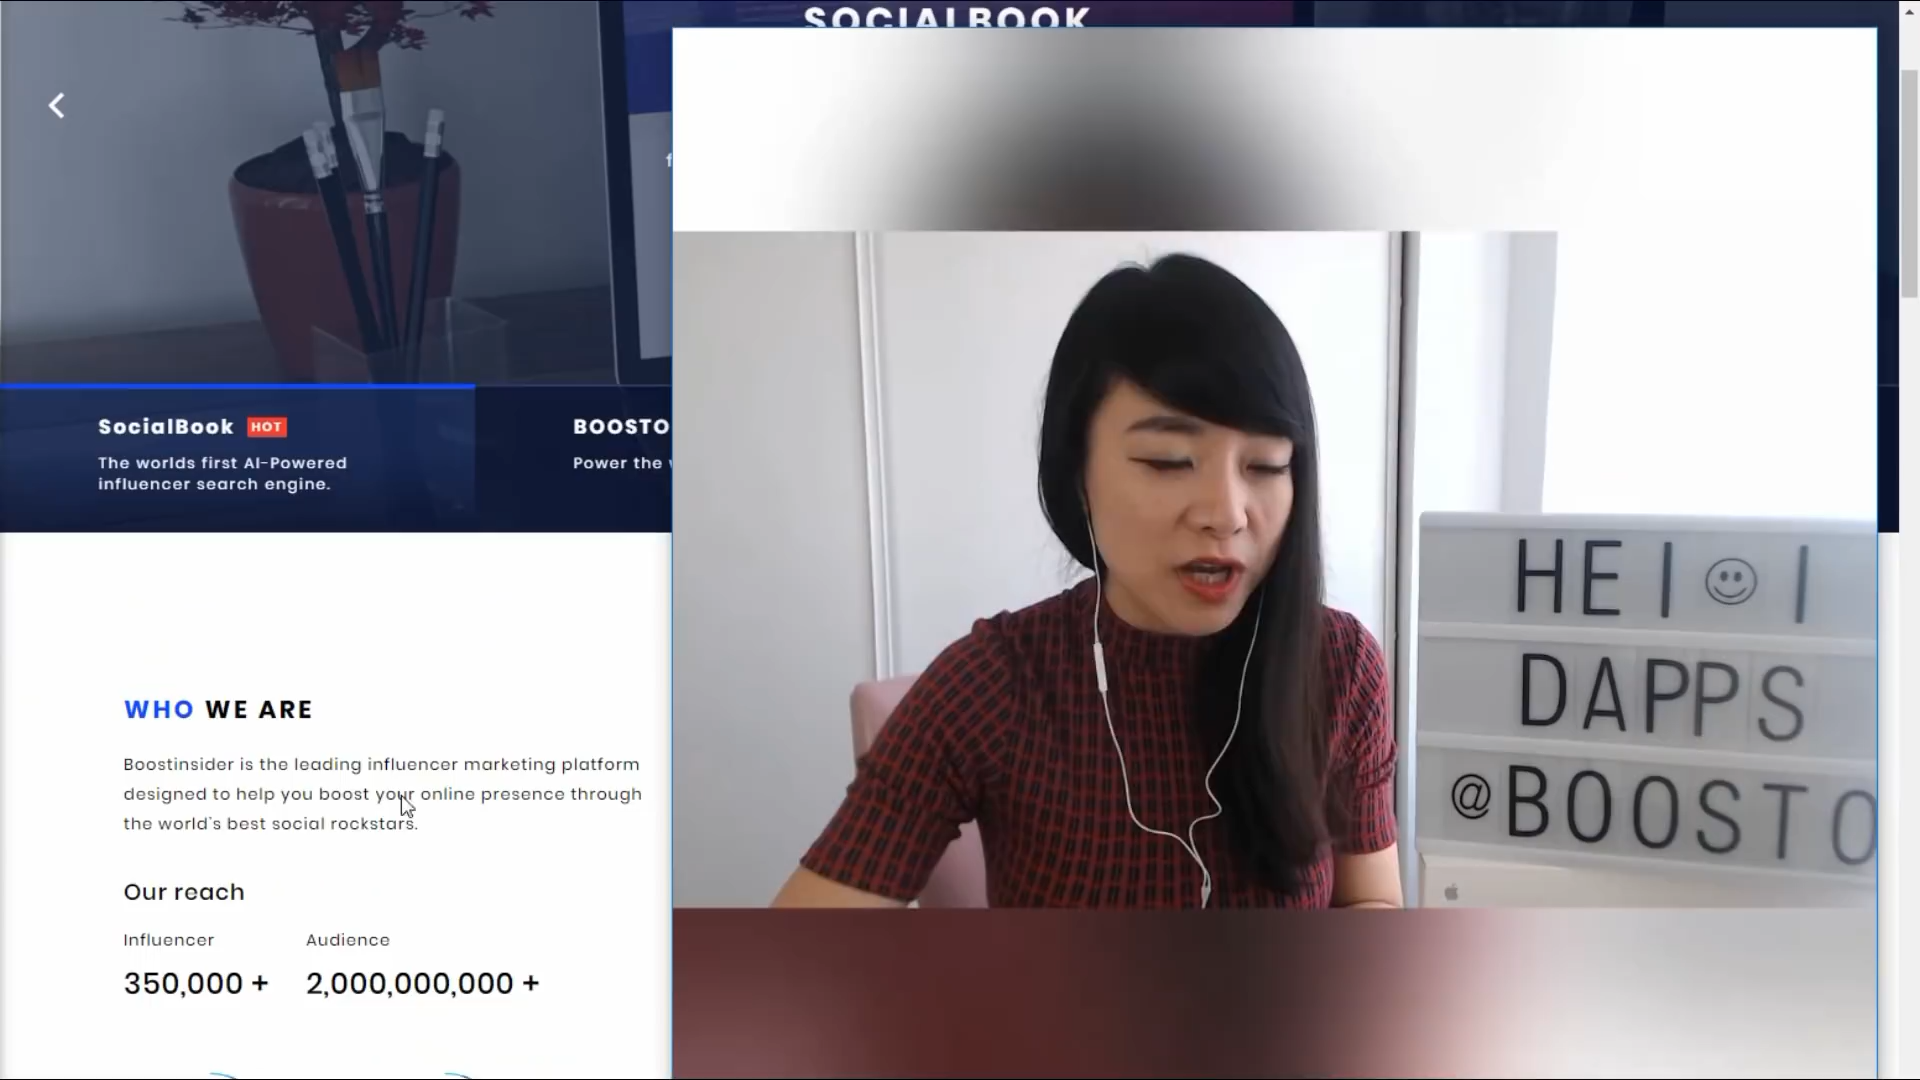 SOCIALBOOK
SocialBook HOT
The worlds first AI-Powered
influencer search engine.
BOOSTO
Power the
WHO WE ARE
Boostinsider is the leading influencer marketing platform
designed to help you boost your online presence through
the world's best social rockstars.
Our reach
Influencer
350,000 +
Audience
2,000,000,000 +
HE I ☺ I
DAPPS
@BOOSTO